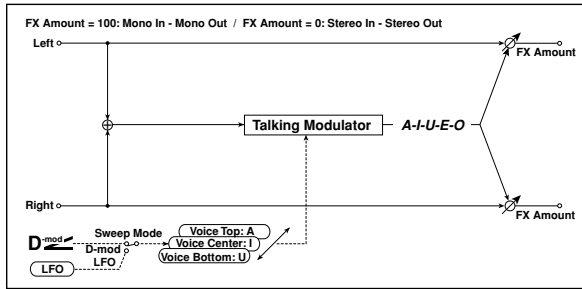 FX Amount = 100: Mono In - Mono Out / FX Amount = 0: Stereo In - Stereo Out
Left
FX Amount
Talking Modulator
A-I-U-E-O
Right
FX Amount
Sweep Mode
D-mod
D-mod
LFO
LFO
Voice Top: A
Voice Center: I
Voice Bottom: U